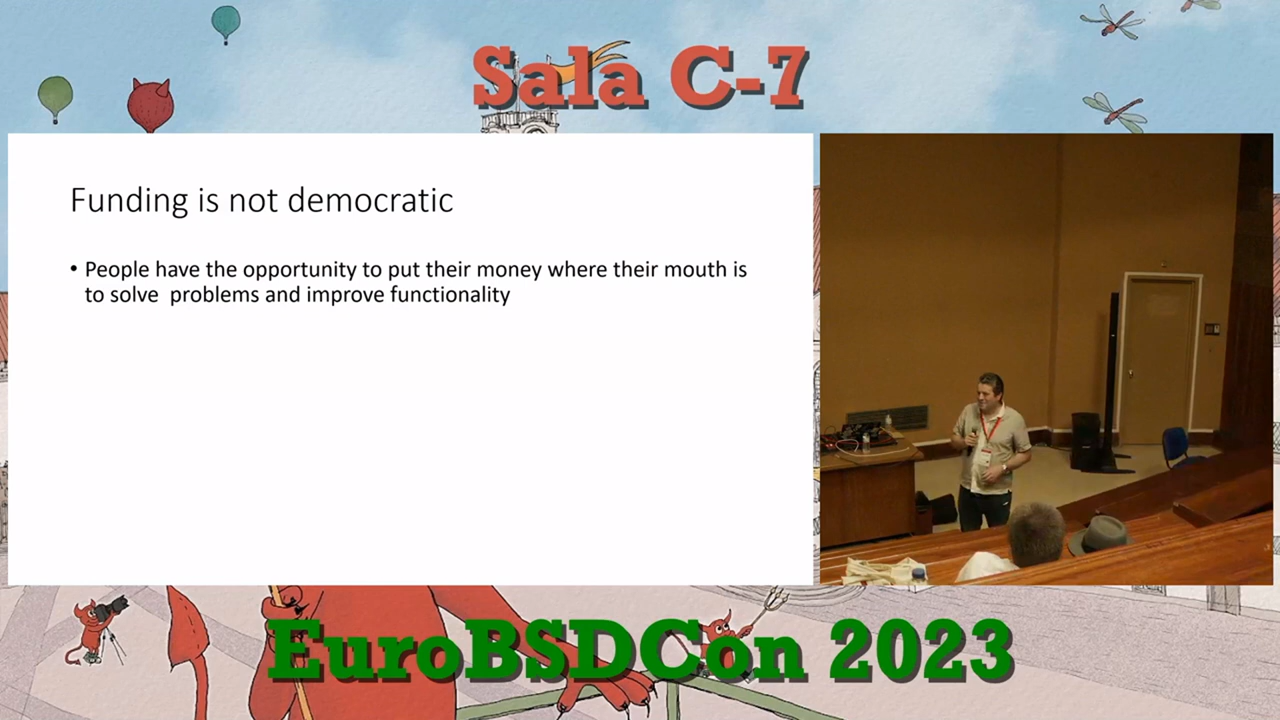 Sala C-7
Funding is not democratic
• People have the opportunity to put their money where their mouth is
to solve  problems and improve functionality
EuroBSDCon 2023